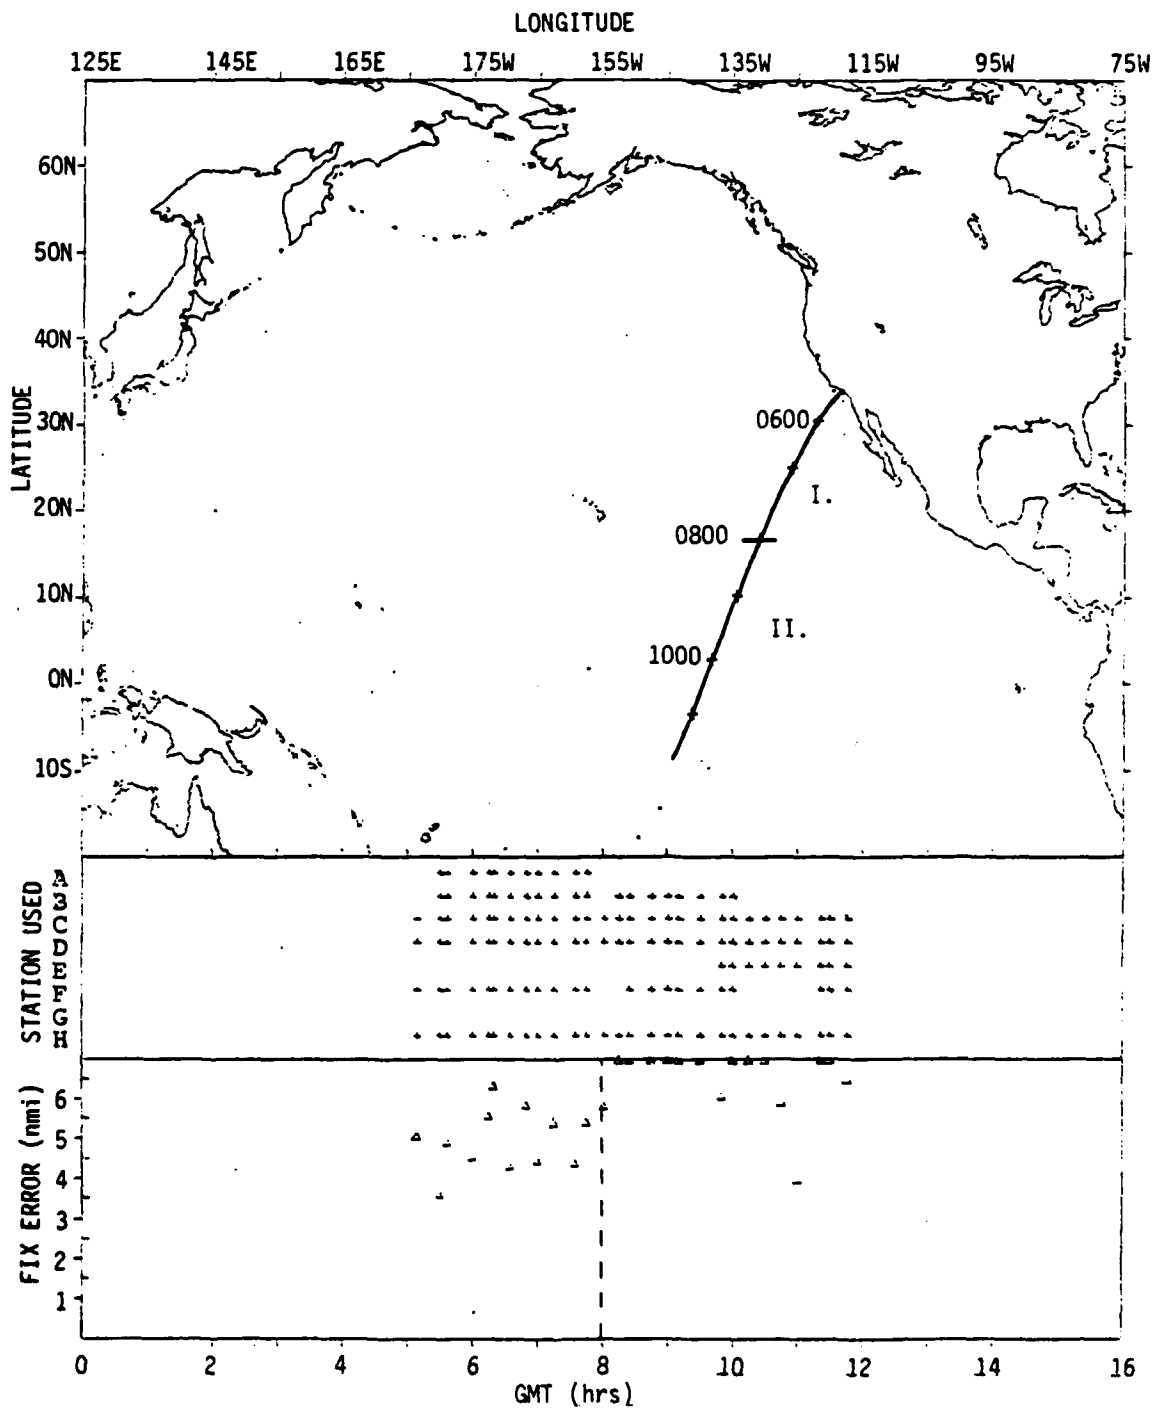 LONGITUDE
125E 145E 165E 175W 155W 135W 115W 95W 75W
60N
50N
40N
30N
20N
10N
0N
10S
LATITUDE
0600
I.
0800
II.
1000
STATION USED
A
B
C
D
E
F
G
H
FIX ERROR (nmi)
6
5
4
3
2
1
0 2 4 6 8 10 12 14 16
GMT (hrs)